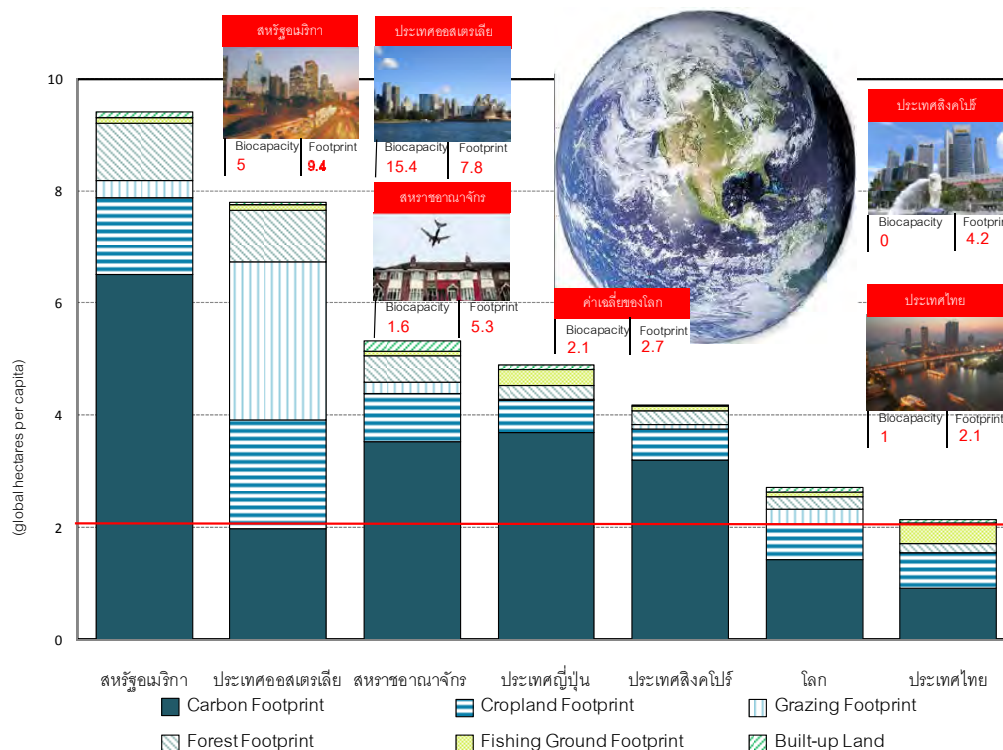 สหรัฐอเมริกา
Biocapacity Footprint
5 9.4
ประเทศออสเตรเลีย
Biocapacity Footprint
15.4 7.8
สหราชอาณาจักร
Biocapacity Footprint
1.6 5.3
ค่าเฉลี่ยของโลก
Biocapacity Footprint
2.1 2.7
ประเทศสิงคโปร์
Biocapacity Footprint
0 4.2
ประเทศไทย
Biocapacity Footprint
1 2.1
(global hectares per capita)
10
8
6
4
2
0
สหรัฐอเมริกา ประเทศออสเตรเลีย สหราชอาณาจักร ประเทศญี่ปุ่น ประเทศสิงคโปร์ โลก ประเทศไทย
Carbon Footprint Cropland Footprint Grazing Footprint
Forest Footprint Fishing Ground Footprint Built-up Land